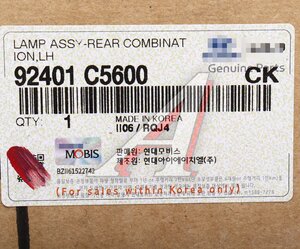 LAMP ASSY-REAR COMBINAT
ION,LH
Genuine Parts
92401 C5600
CK
QTY: 1
MADE IN KOREA
II06 / RQJ4
MOBIS
판매원: 현대모비스
제조원: 현대아이에이치엘(주)
BZII61522742
(For sales within Korea only)